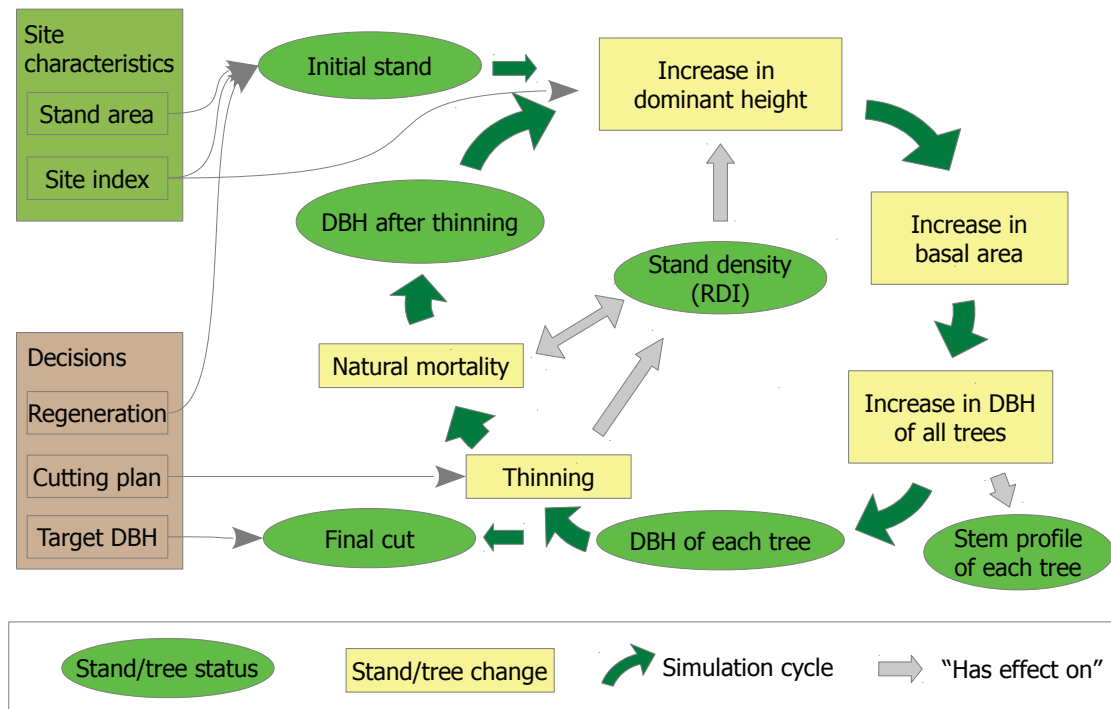 Site
characteristics
Stand area
Site index
Initial stand
Increase in
dominant height
DBH after thinning
Increase in
basal area
Stand density
(RDI)
Decisions
Regeneration
Cutting plan
Target DBH
Natural mortality
Increase in DBH
of all trees
Thinning
Final cut
DBH of each tree
Stem profile
of each tree
Stand/tree status
Stand/tree change
Simulation cycle
“Has effect on”